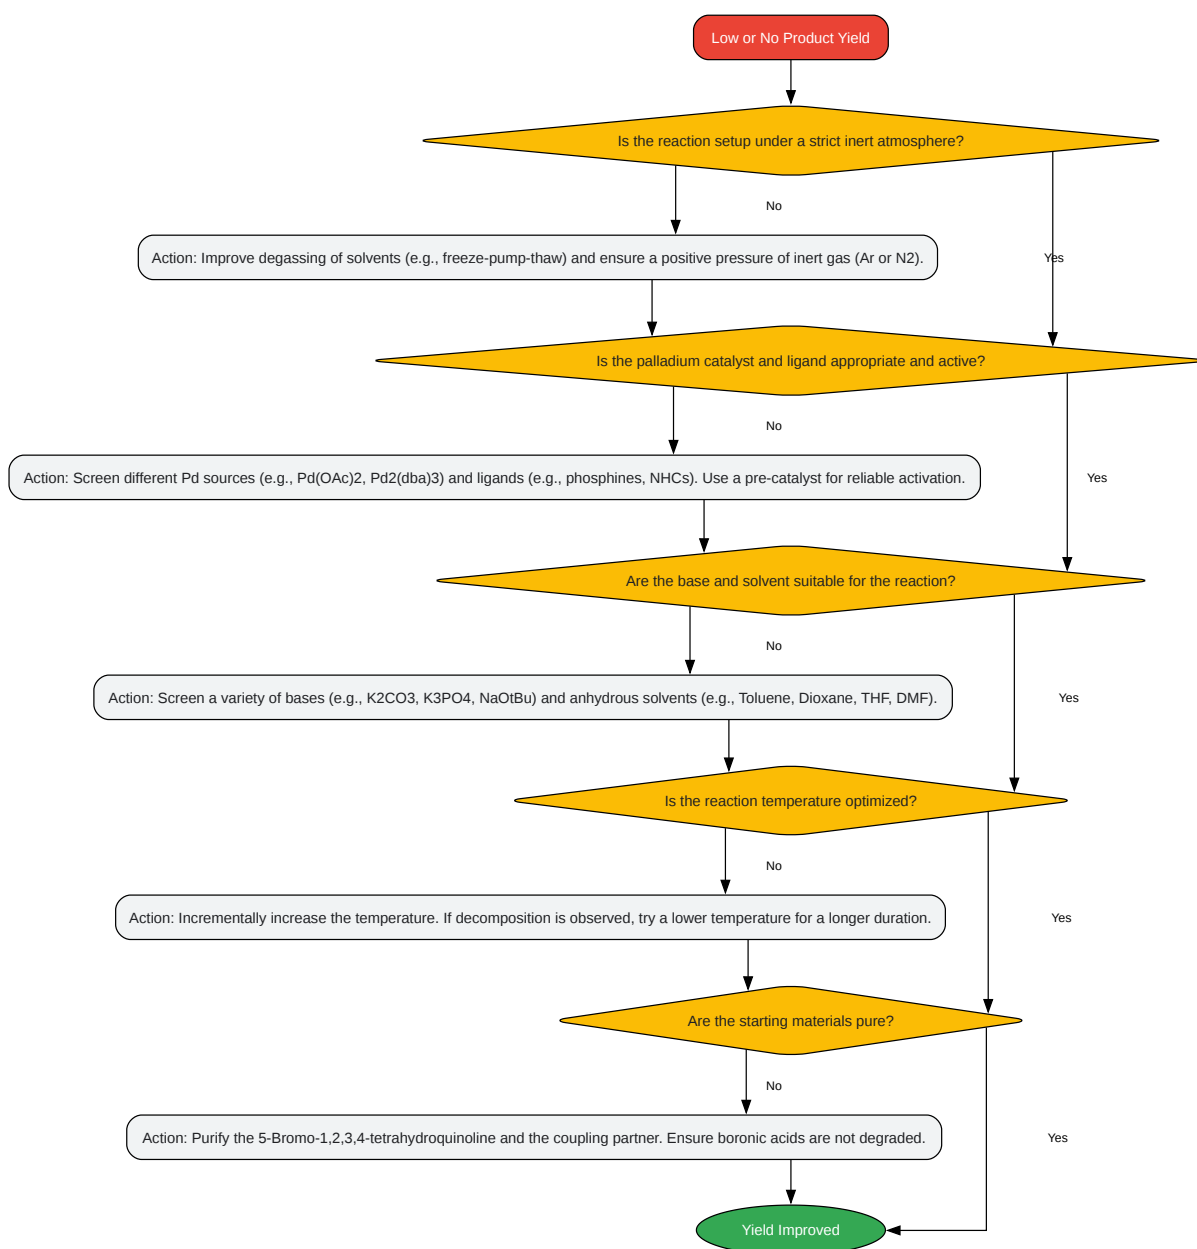 Low or No Product Yield
Is the reaction setup under a strict inert atmosphere?
No
Action: Improve degassing of solvents (e.g., freeze-pump-thaw) and ensure a positive pressure of inert gas (Ar or N2).
Yes
Is the palladium catalyst and ligand appropriate and active?
No
Action: Screen different Pd sources (e.g., Pd(OAc)2, Pd2(dba)3) and ligands (e.g., phosphines, NHCs). Use a pre-catalyst for reliable activation.
Yes
Are the base and solvent suitable for the reaction?
No
Action: Screen a variety of bases (e.g., K2CO3, K3PO4, NaOtBu) and anhydrous solvents (e.g., Toluene, Dioxane, THF, DMF).
Yes
Is the reaction temperature optimized?
No
Action: Incrementally increase the temperature. If decomposition is observed, try a lower temperature for a longer duration.
Yes
Are the starting materials pure?
No
Action: Purify the 5-Bromo-1,2,3,4-tetrahydroquinoline and the coupling partner. Ensure boronic acids are not degraded.
Yes
Yield Improved